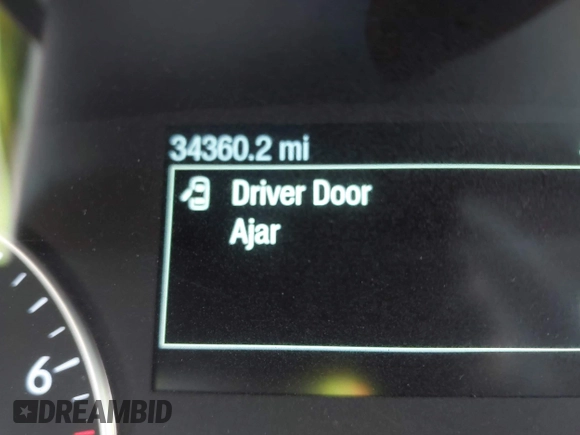 34360.2 mi
Driver Door
Ajar
6
DREAMBID